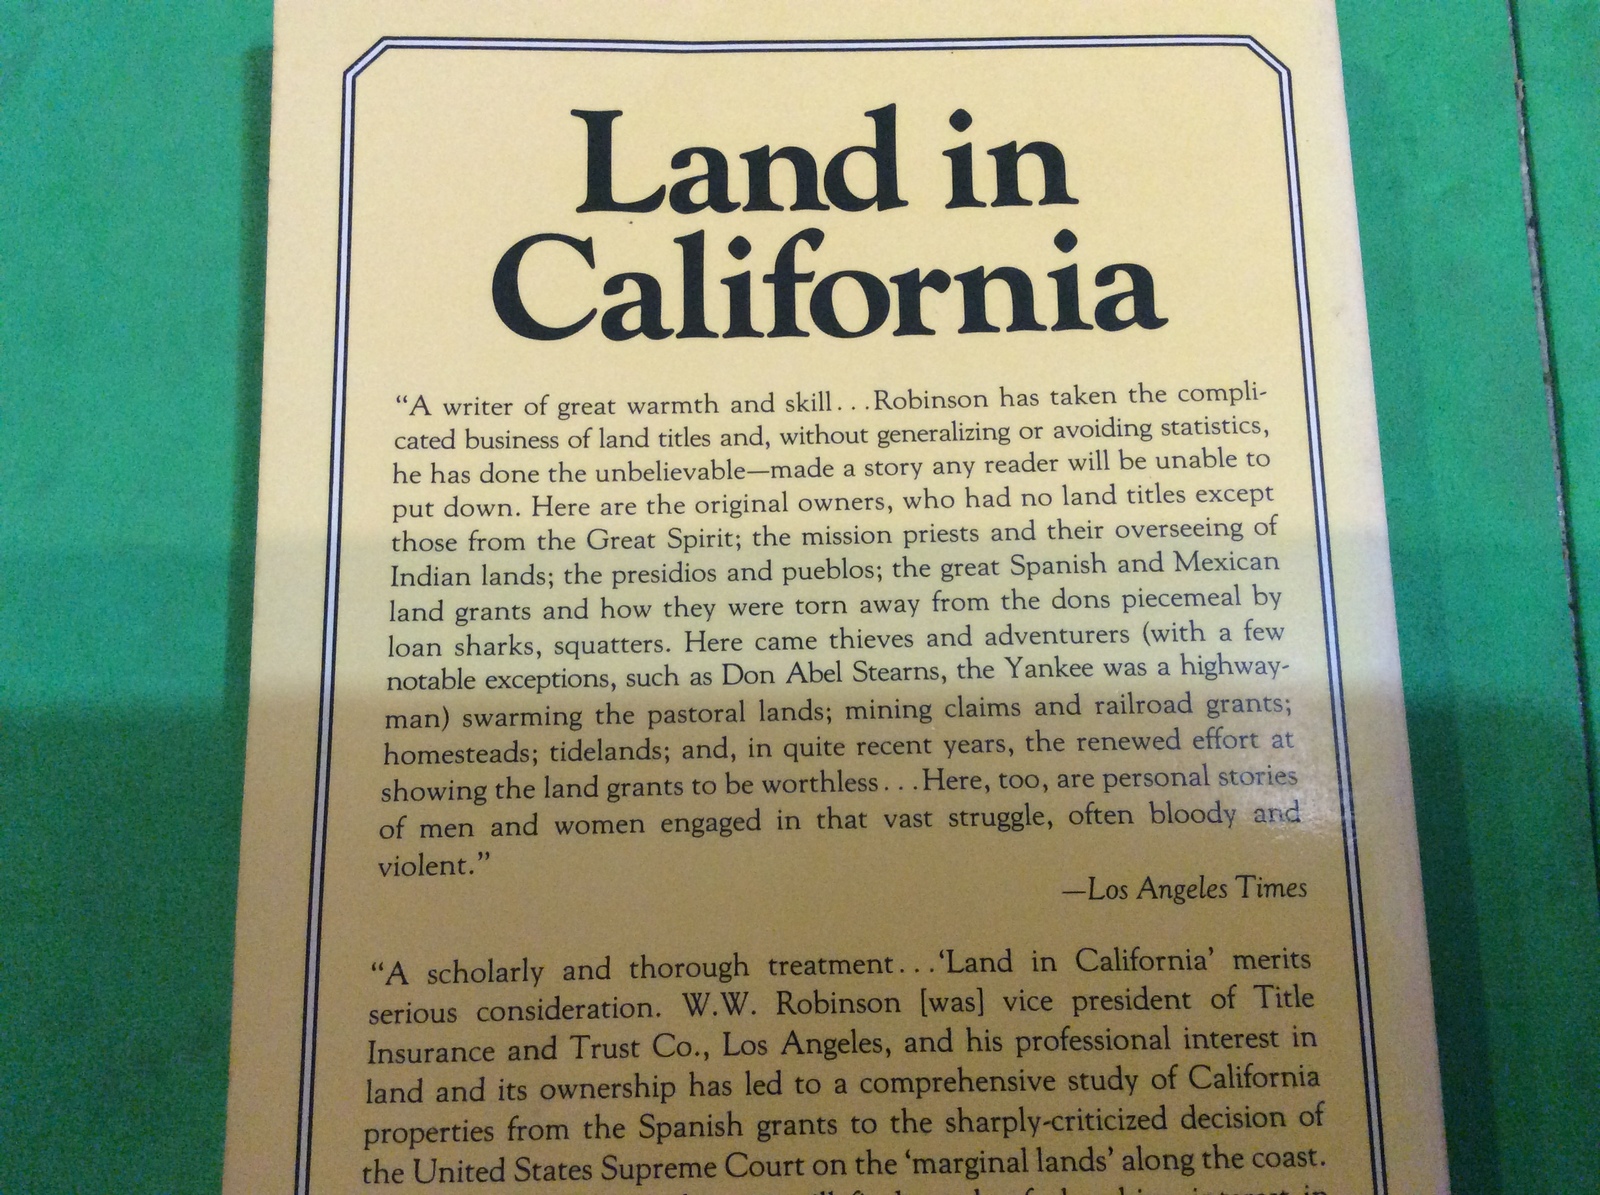 Land in
California
“A writer of great warmth and skill...Robinson has taken the compli-
cated business of land titles and, without generalizing or avoiding statistics,
he has done the unbelievable—made a story any reader will be unable to
put down. Here are the original owners, who had no land titles except
those from the Great Spirit; the mission priests and their overseeing of
Indian lands; the presidios and pueblos; the great Spanish and Mexican
land grants and how they were torn away from the dons piecemeal by
loan sharks, squatters. Here came thieves and adventurers (with a few
notable exceptions, such as Don Abel Stearns, the Yankee was a highway-
man) swarming the pastoral lands; mining claims and railroad grants;
homesteads; tidelands; and, in quite recent years, the renewed effort at
showing the land grants to be worthless...Here, too, are personal stories
of men and women engaged in that vast struggle, often bloody and
violent.”
—Los Angeles Times
“A scholarly and thorough treatment...‘Land in California’ merits
serious consideration. W.W. Robinson [was] vice president of Title
Insurance and Trust Co., Los Angeles, and his professional interest in
land and its ownership has led to a comprehensive study of California
properties from the Spanish grants to the sharply-criticized decision of
the United States Supreme Court on the ‘marginal lands’ along the coast.